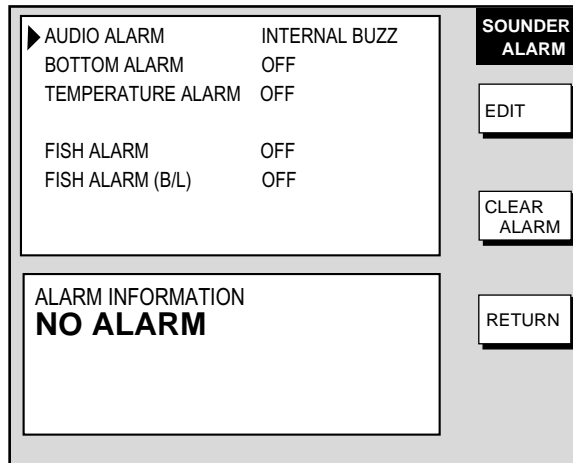 AUDIO ALARM INTERNAL BUZZ
BOTTOM ALARM OFF
TEMPERATURE ALARM OFF
FISH ALARM OFF
FISH ALARM (B/L) OFF
ALARM INFORMATION
NO ALARM
SOUNDER
ALARM
EDIT
CLEAR
ALARM
RETURN